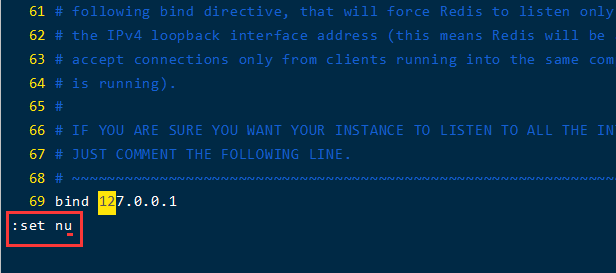 61 # following bind directive, that will force Redis to listen only
62 # the IPv4 loopback interface address (this means Redis will be
63 # accept connections only from clients running into the same com
64 # is running).
65 #
66 # IF YOU ARE SURE YOU WANT YOUR INSTANCE TO LISTEN TO ALL THE IN
67 # JUST COMMENT THE FOLLOWING LINE.
68 # ~~~~~~~~~~~~~~~~~~~~~~~~~~~~~~~~~~~~~~~~~~~~~~~~~~~~~~~~~~~~~~
69 bind 127.0.0.1
:set nu